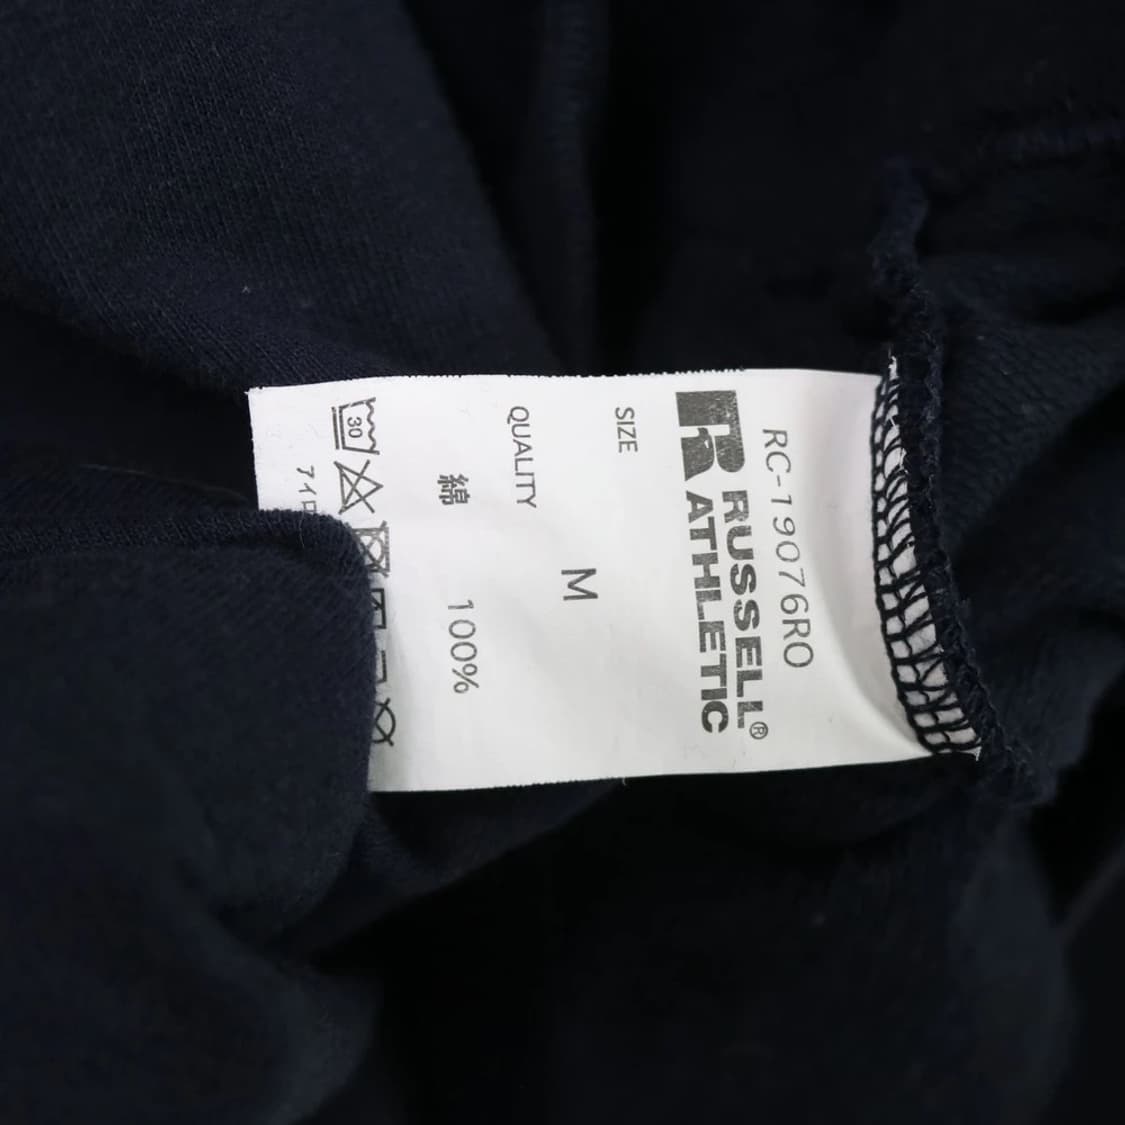 RC-19076RO
RUSSELL®
ATHLETIC
SIZE
M
QUALITY
綿 100%
30